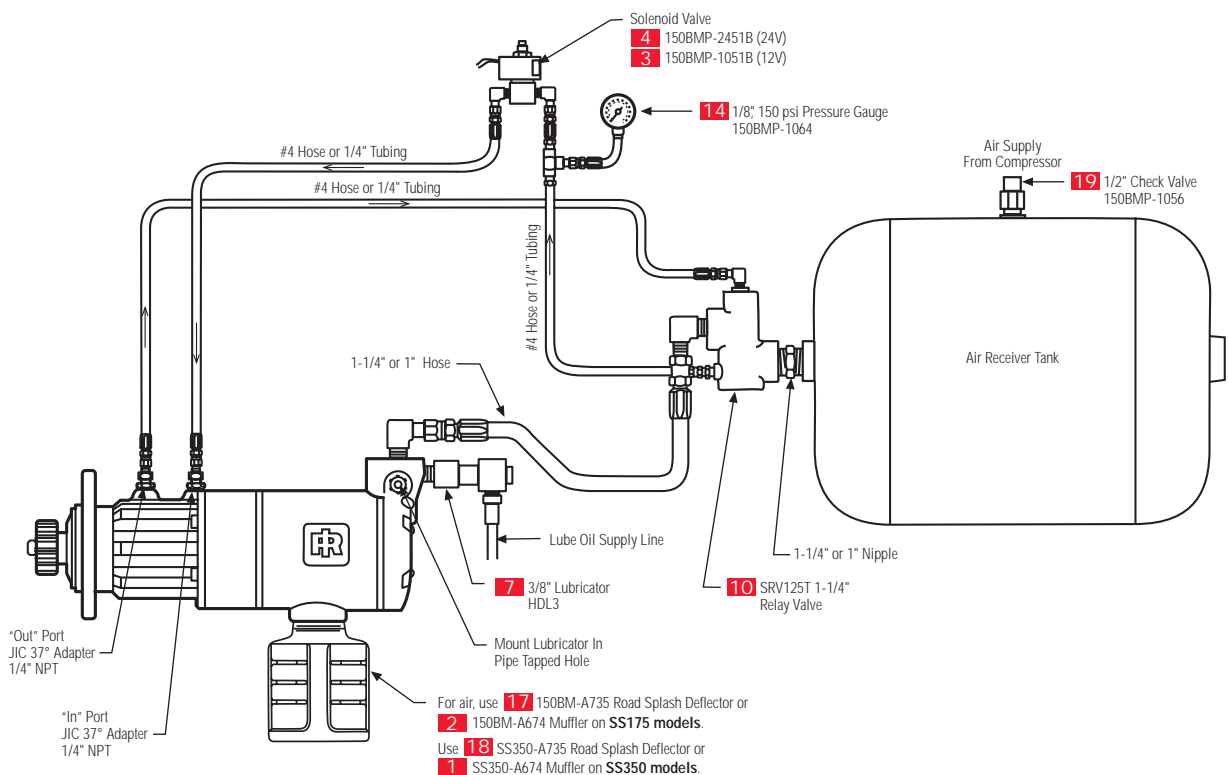 Solenoid Valve
4 150BMP-2451B (24V)
3 150BMP-1051B (12V)
14 1/8", 150 psi Pressure Gauge
150BMP-1064
Air Supply
From Compressor
19 1/2" Check Valve
150BMP-1056
#4 Hose or 1/4" Tubing
#4 Hose or 1/4" Tubing
#4 Hose or 1/4" Tubing
1-1/4" or 1" Hose
Air Receiver Tank
IR
Lube Oil Supply Line
1-1/4" or 1" Nipple
7 3/8" Lubricator
HDL3
10 SRV125T 1-1/4"
Relay Valve
"Out" Port
JIC 37° Adapter
1/4" NPT
Mount Lubricator In
Pipe Tapped Hole
"In" Port
JIC 37° Adapter
1/4" NPT
For air, use 17 150BM-A735 Road Splash Deflector or
2 150BM-A674 Muffler on SS175 models.
Use 18 SS350-A735 Road Splash Deflector or
1 SS350-A674 Muffler on SS350 models.